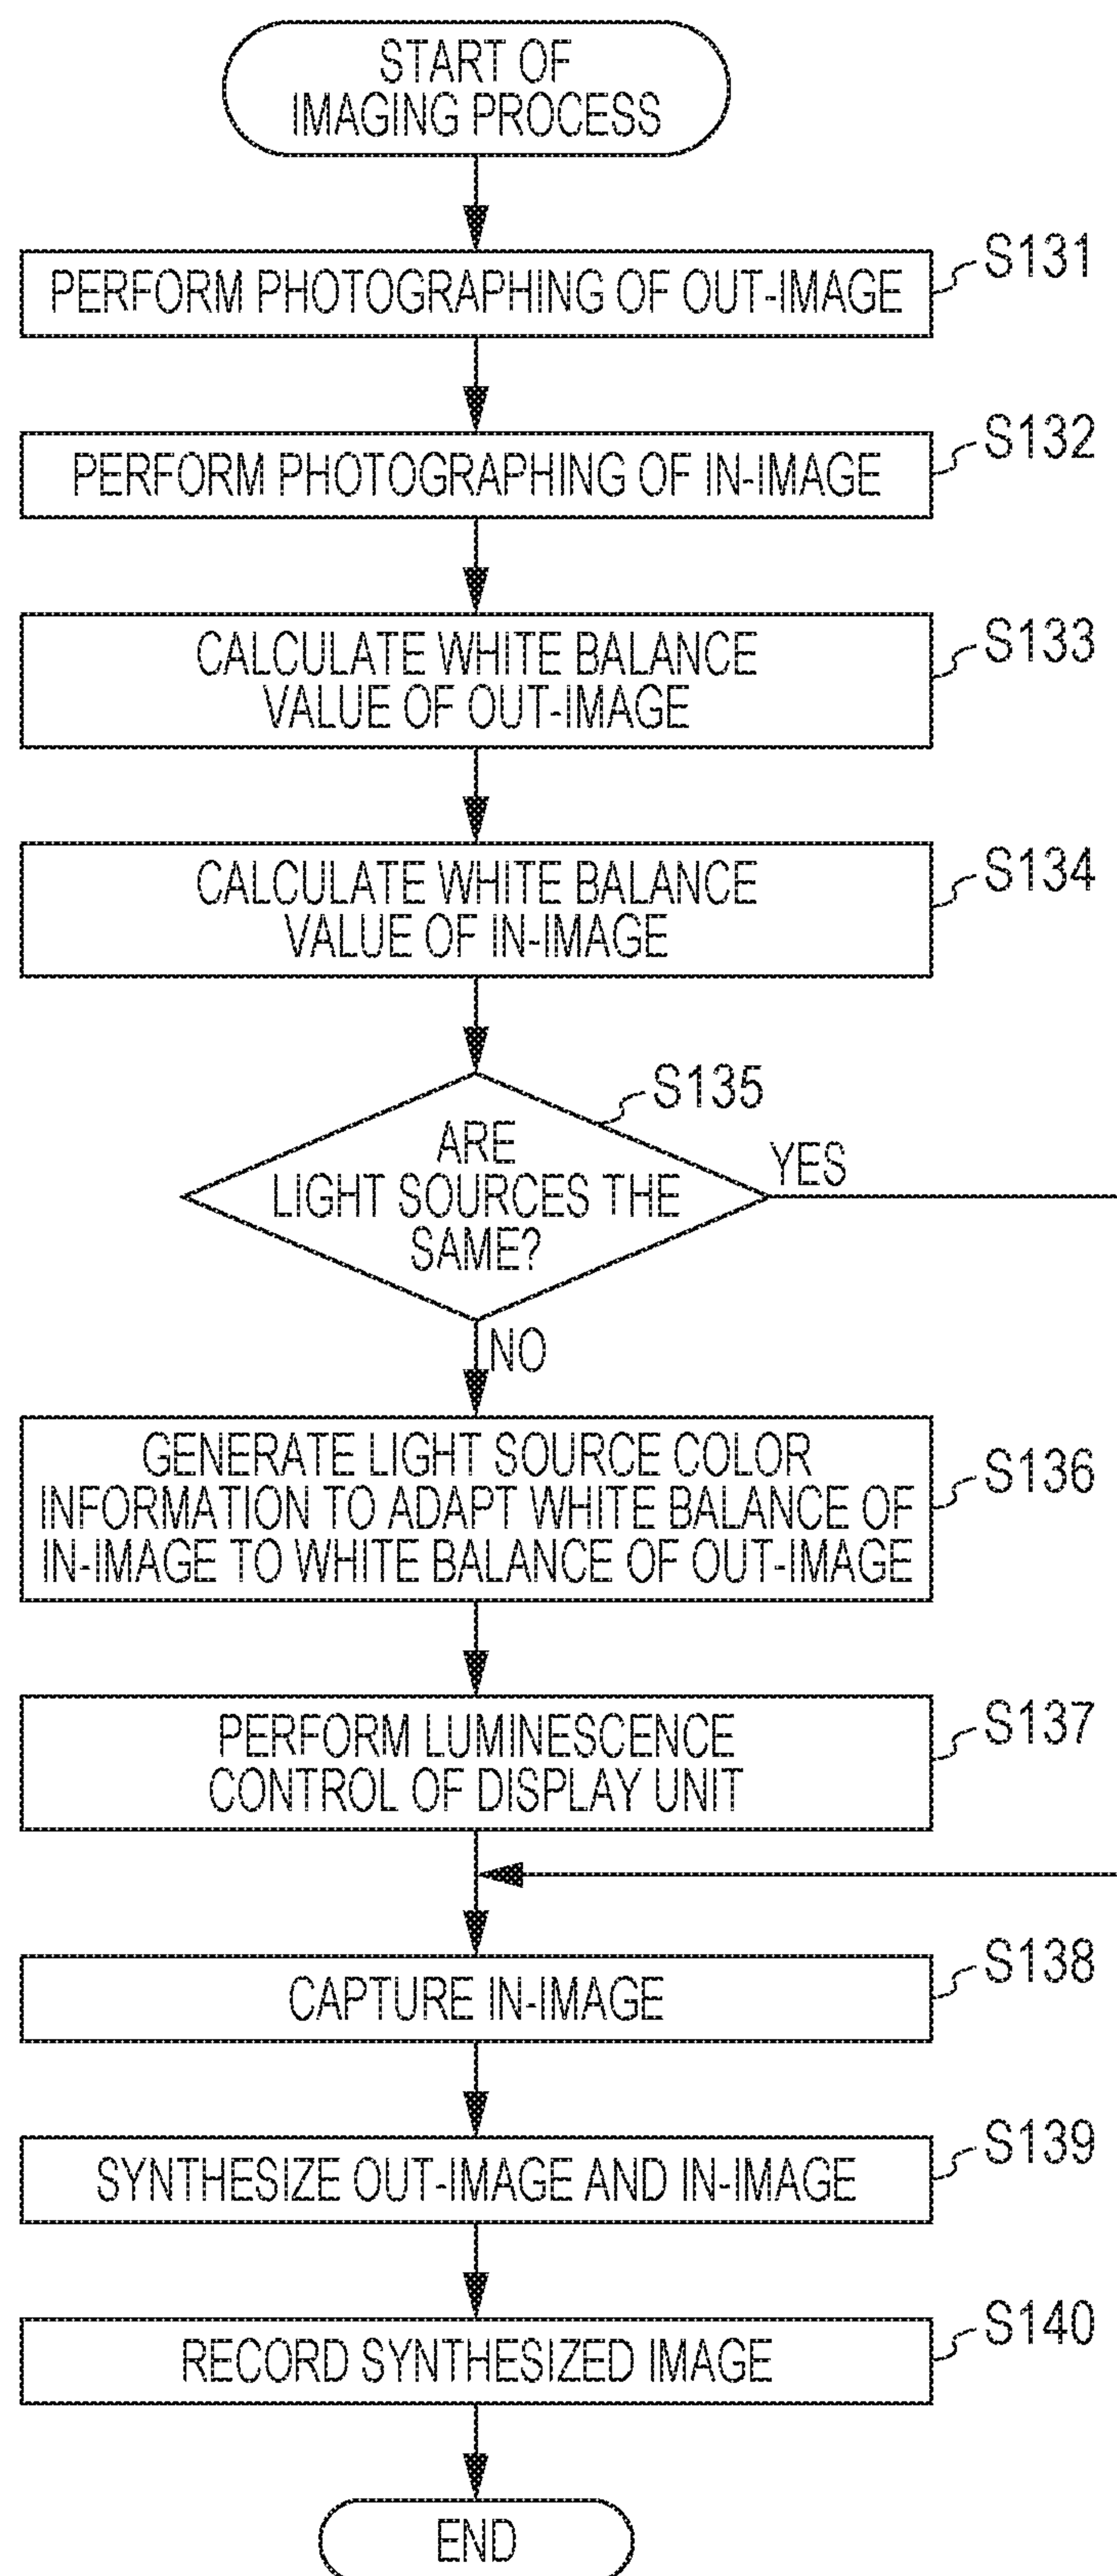 START OF
IMAGING PROCESS
S131
PERFORM PHOTOGRAPHING OF OUT-IMAGE
S132
PERFORM PHOTOGRAPHING OF IN-IMAGE
S133
CALCULATE WHITE BALANCE
VALUE OF OUT-IMAGE
S134
CALCULATE WHITE BALANCE
VALUE OF IN-IMAGE
S135
ARE
LIGHT SOURCES THE
SAME?
YES
NO
S136
GENERATE LIGHT SOURCE COLOR
INFORMATION TO ADAPT WHITE BALANCE OF
IN-IMAGE TO WHITE BALANCE OF OUT-IMAGE
S137
PERFORM LUMINESCENCE
CONTROL OF DISPLAY UNIT
S138
CAPTURE IN-IMAGE
S139
SYNTHESIZE OUT-IMAGE AND IN-IMAGE
S140
RECORD SYNTHESIZED IMAGE
END